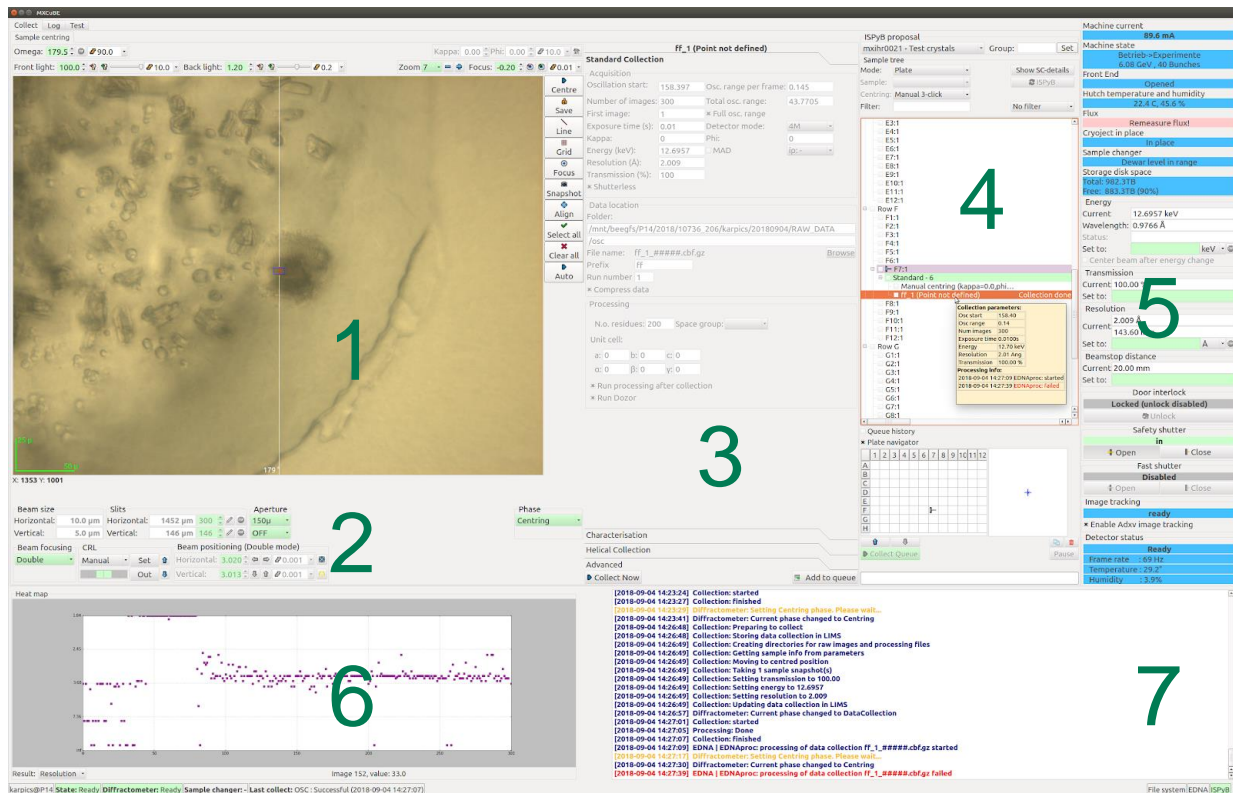 MXCuBE
Collect Log Test
Sample centring
Omega: 179.5 90.0 Kappa: 0.00 Phi: 0.00 10.0
Front light: 100.0 10.0 Back light: 1.20 0.2 Zoom 7 Focus: -0.20 0.01
Centre
Save
Line
Grid
Focus
Snapshot
Align
Select all
Clear all
Auto
1
50 µ
179°
X: 1353 Y: 1001
Beam size Slits Aperture Phase
Horizontal: 10.0 µm Horizontal: 1452 µm 300 150µ Centring
Vertical: 5.0 µm Vertical: 146 µm 146 OFF
2
Beam focusing CRL Beam positioning (Double mode)
Double Manual Set Horizontal: 3.020 0.001
Out Vertical: 3.013 0.001
ff_1 (Point not defined)
Standard Collection
Acquisition
Oscillation start: 158.397 Osc. range per frame: 0.145
Number of images: 300 Total osc. range: 43.7705
First image: 1 Full osc. range
Exposure time (s): 0.01 Detector mode: 4M
Kappa: 0 Phi: 0
Energy (keV): 12.6957 MAD ip: -
Resolution (Å): 2.009
Transmission (%): 100
Shutterless
Data location
Folder:
/mnt/beegfs/P14/2018/10736_206/karpics/20180904/RAW_DATA
/osc
File name: ff_1_#####.cbf.gz Browse
Prefix ff
Run number 1
Compress data
Processing
N.o. residues: 200 Space group:
Unit cell:
a: 0 b: 0 c: 0
α: 0 β: 0 γ: 0
Run processing after collection
Run Dozor
3
Characterisation
Helical Collection
Advanced
Collect Now Add to queue
ISPyB proposal
mxihr0021 - Test crystals Group: Set
Sample tree
Mode: Plate Show SC-details
Sample: ISPyB
Centring: Manual 3-click
Filter: No filter
E3:1
E4:1
E5:1
E6:1
E7:1
E8:1
E9:1
E10:1
E11:1
E12:1
Row F
F1:1
F2:1
F3:1
F4:1
F5:1
F6:1
F7:1
Standard - 6
Manual centring (kappa=0.0,phi...
ff_1 (Point not defined) Collection done
F8:1
F9:1
F10:1
F11:1
F12:1
Row G
G1:1
G2:1
G3:1
G4:1
G5:1
G6:1
G7:1
G8:1
4
Collection parameters:
Osc start 158.40
Osc range 0.14
Num images 300
Exposure time 0.0100s
Energy 12.70 keV
Resolution 2.01 Ang
Transmission 100.00 %
Processing info:
2018-09-04 14:27:09 EDNAproc: started
2018-09-04 14:27:39 EDNAproc: failed
Queue history
Plate navigator
1 2 3 4 5 6 7 8 9 10 11 12
A
B
C
D
E
F
G
H
Collect Queue Pause
Machine current
89.6 mA
Machine state
Betrieb->Experimente
6.08 GeV , 40 Bunches
Front End
Opened
Hutch temperature and humidity
22.4 C, 45.6 %
Flux
Remeasure flux!
Cryoject in place
In place
Sample changer
Dewar level in range
Storage disk space
Total: 982.3TB
Free: 883.3TB (90%)
Energy
Current 12.6957 keV
Wavelength: 0.9766 Å
Status:
Set to: keV
Center beam after energy change
Transmission
Current: 100.00
Set to:
Resolution
2.009 Å
Current:
143.60
Set to: Å
5
Beamstop distance
Current: 20.00 mm
Set to:
Door interlock
Locked (unlock disabled)
Unlock
Safety shutter
in
Open Close
Fast shutter
Disabled
Open Close
Image tracking
ready
Enable Adxv image tracking
Detector status
Ready
Frame rate : 69 Hz
Temperature : 29.2°
Humidity : 3.9%
Heat map
2.45
3.68
0 50 100 150 200 250 300
6
Result: Resolution Image 152, value: 33.0
[2018-09-04 14:23:24] Collection: started
[2018-09-04 14:23:27] Collection: finished
[2018-09-04 14:23:29] Diffractometer: Setting Centring phase. Please wait...
[2018-09-04 14:23:41] Diffractometer: Current phase changed to Centring
[2018-09-04 14:26:48] Collection: Preparing to collect
[2018-09-04 14:26:48] Collection: Storing data collection in LIMS
[2018-09-04 14:26:49] Collection: Creating directories for raw images and processing files
[2018-09-04 14:26:49] Collection: Getting sample info from parameters
[2018-09-04 14:26:49] Collection: Moving to centred position
[2018-09-04 14:26:49] Collection: Taking 1 sample snapshot(s)
[2018-09-04 14:26:49] Collection: Setting transmission to 100.00
[2018-09-04 14:26:49] Collection: Setting energy to 12.6957
[2018-09-04 14:26:49] Collection: Setting resolution to 2.009
[2018-09-04 14:26:49] Collection: Updating data collection in LIMS
[2018-09-04 14:26:57] Diffractometer: Current phase changed to DataCollection
[2018-09-04 14:27:01] Collection: started
[2018-09-04 14:27:05] Processing: Done
[2018-09-04 14:27:07] Collection: finished
[2018-09-04 14:27:09] EDNA | EDNAproc: processing of data collection ff_1_#####.cbf.gz started
[2018-09-04 14:27:17] Diffractometer: Setting Centring phase. Please wait...
[2018-09-04 14:27:30] Diffractometer: Current phase changed to Centring
[2018-09-04 14:27:39] EDNA | EDNAproc: processing of data collection ff_1_#####.cbf.gz failed
7
karpics@P14 State: Ready Diffractometer: Ready Sample changer: - Last collect: OSC : Successful (2018-09-04 14:27:07) File system EDNA ISPyB